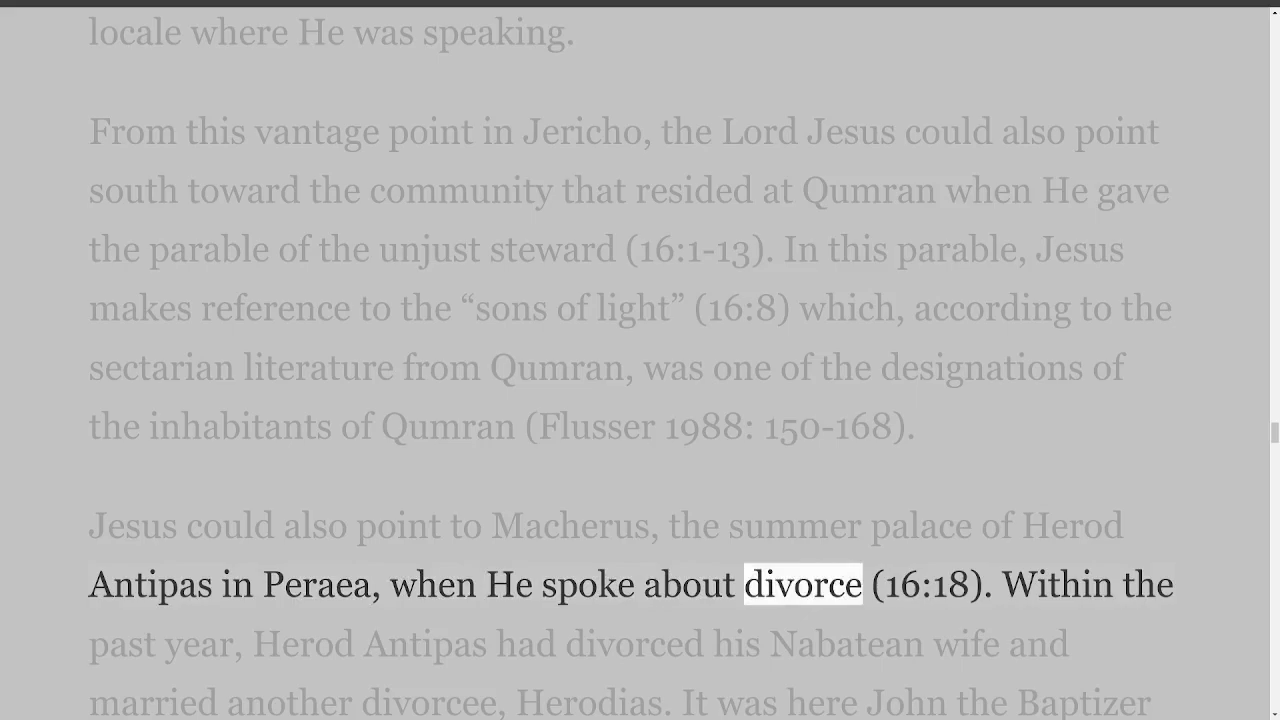 locale where He was speaking.
From this vantage point in Jericho, the Lord Jesus could also point
south toward the community that resided at Qumran when He gave
the parable of the unjust steward (16:1-13). In this parable, Jesus
makes reference to the “sons of light” (16:8) which, according to the
sectarian literature from Qumran, was one of the designations of
the inhabitants of Qumran (Flusser 1988: 150-168).
Jesus could also point to Macherus, the summer palace of Herod
Antipas in Peraea, when He spoke about divorce (16:18). Within the
past year, Herod Antipas had divorced his Nabatean wife and
married another divorcee, Herodias. It was here John the Baptizer